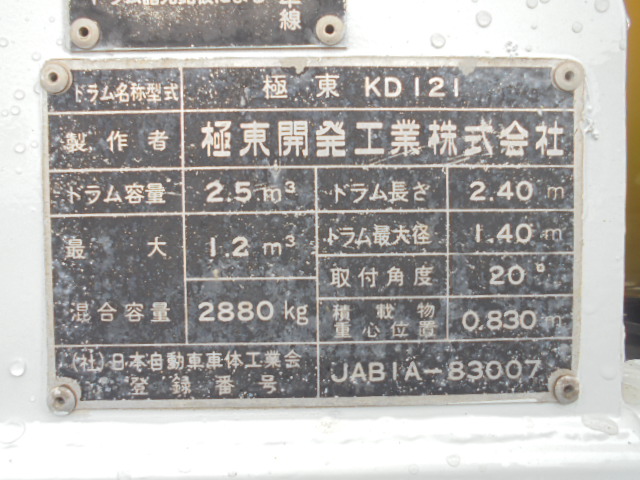 ドラム名称型式 極東 KD121
製作者 極東開発工業株式会社
ドラム容量 2.5 m³ ドラム長さ 2.40 m
最大 1.2 m³ ドラム最大径 1.40 m
取付角度 20°
混合容量 2880 kg 積載物重心位置 0.830 m
(社)日本自動車車体工業会
登録番号 JABIA-83007